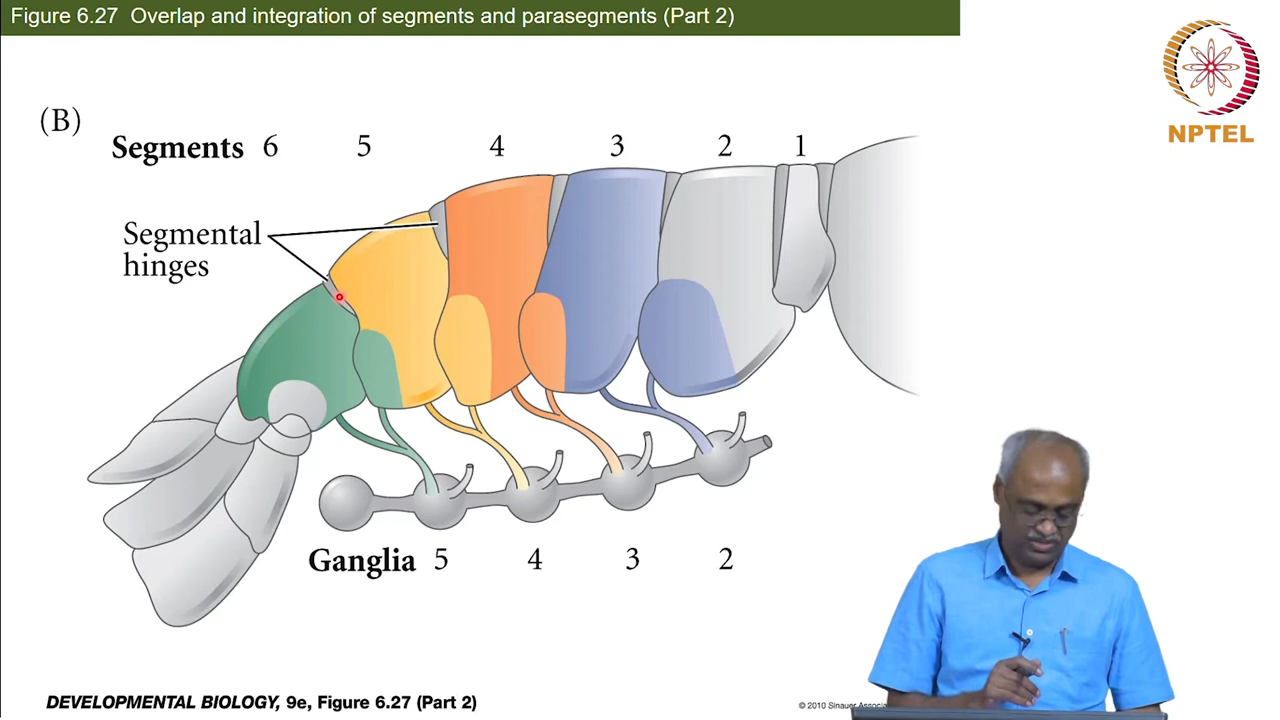 Figure 6.27 Overlap and integration of segments and parasegments (Part 2)
NPTEL
(B)
Segments 6 5 4 3 2 1
Segmental
hinges
Ganglia 5 4 3 2
DEVELOPMENTAL BIOLOGY, 9e, Figure 6.27 (Part 2)
© 2010 Sinauer